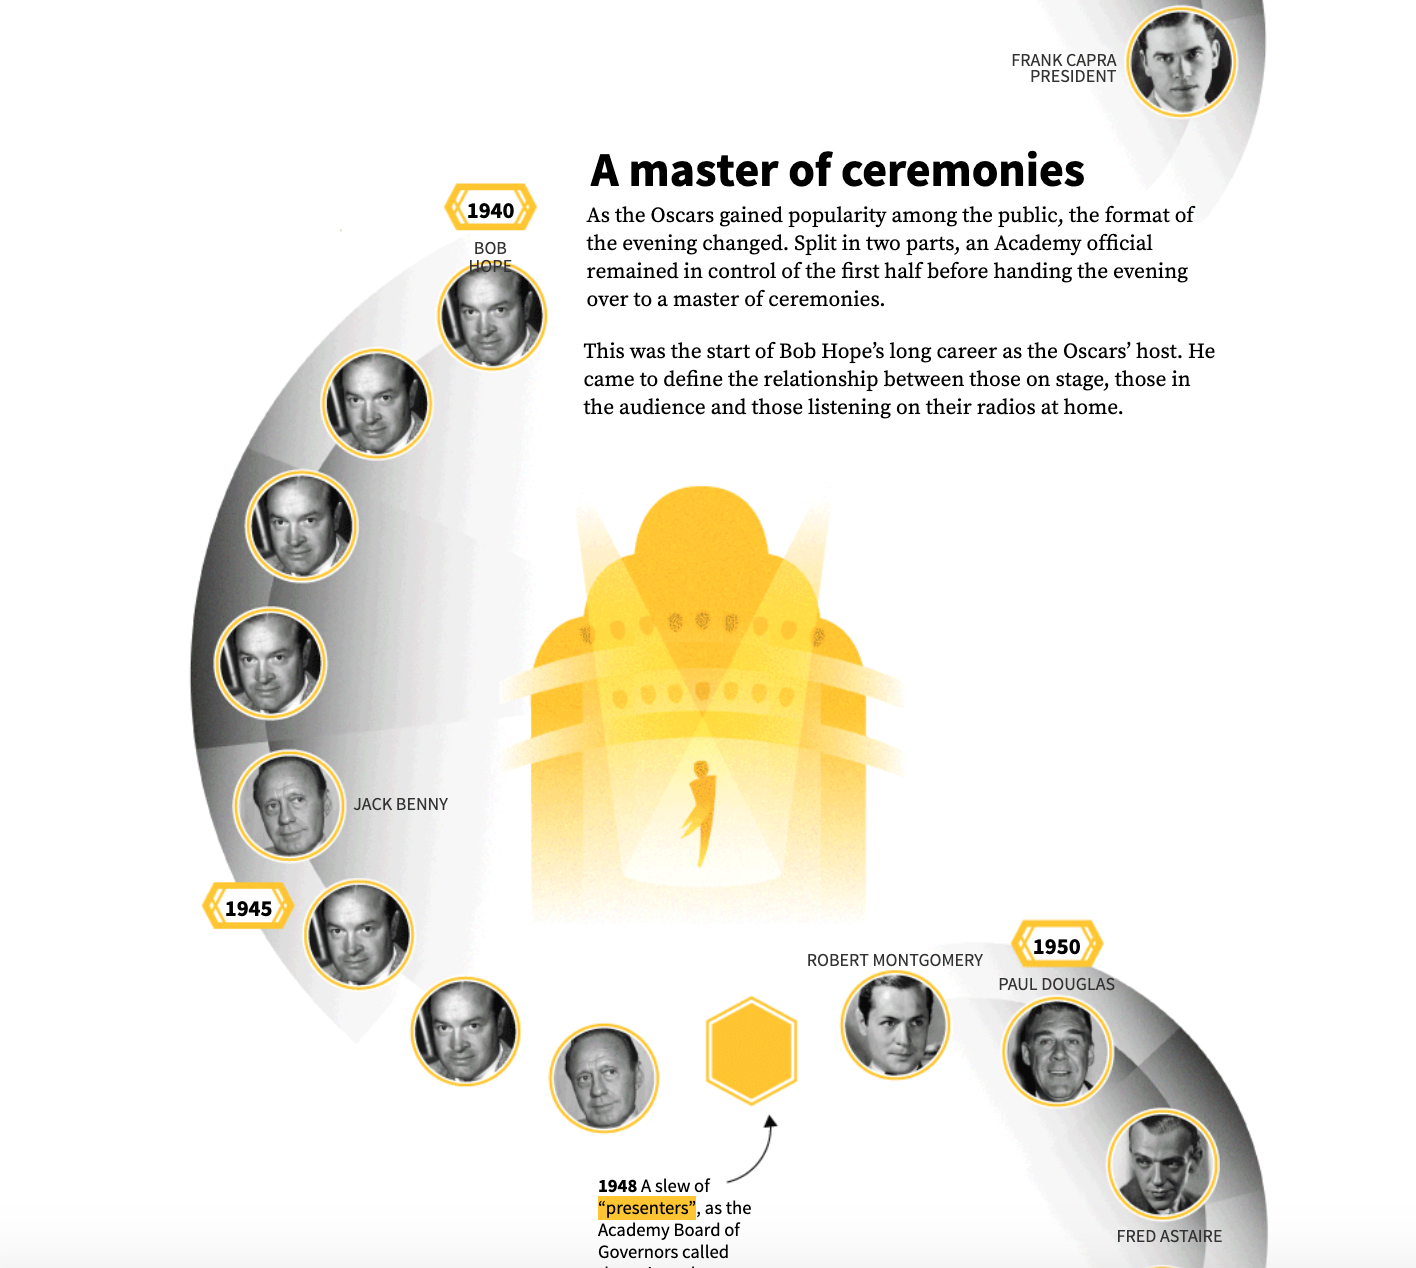 FRANK CAPRA
PRESIDENT
A master of ceremonies
As the Oscars gained popularity among the public, the format of
the evening changed. Split in two parts, an Academy official
remained in control of the first half before handing the evening
over to a master of ceremonies.
This was the start of Bob Hope’s long career as the Oscars’ host. He
came to define the relationship between those on stage, those in
the audience and those listening on their radios at home.
1940
BOB
HOPE
JACK BENNY
1945
ROBERT MONTGOMERY
1950
PAUL DOUGLAS
FRED ASTAIRE
1948 A slew of
“presenters”, as the
Academy Board of
Governors called